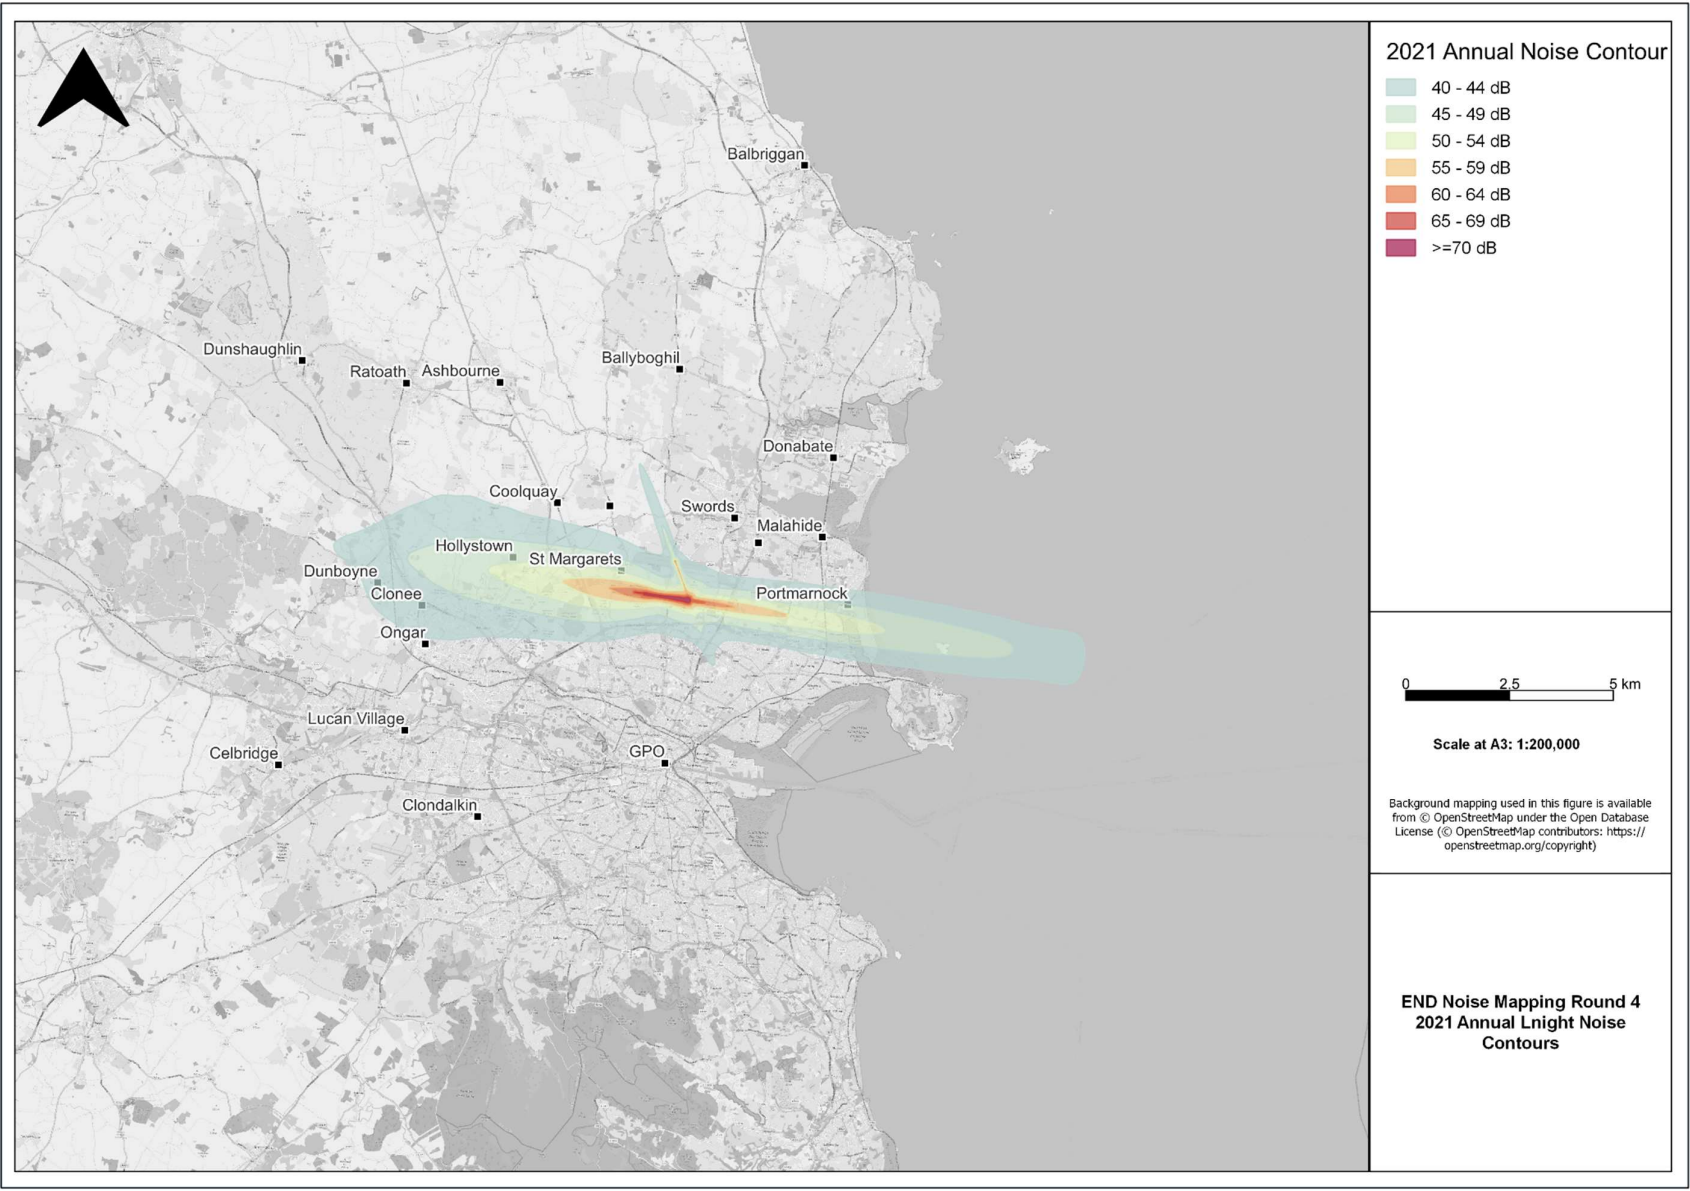 2021 Annual Noise Contour
40 - 44 dB
45 - 49 dB
50 - 54 dB
55 - 59 dB
60 - 64 dB
65 - 69 dB
>=70 dB
Balbriggan
Dunshaughlin
Ratoath
Ashbourne
Ballyboghil
Donabate
Coolquay
Swords
Malahide
Hollystown
St Margarets
Dunboyne
Clonee
Portmarnock
Ongar
Lucan Village
GPO
Celbridge
Clondalkin
0 2.5 5 km
Scale at A3: 1:200,000
Background mapping used in this figure is available
from © OpenStreetMap under the Open Database
License (© OpenStreetMap contributors: https://
openstreetmap.org/copyright)
END Noise Mapping Round 4
2021 Annual Lnight Noise
Contours